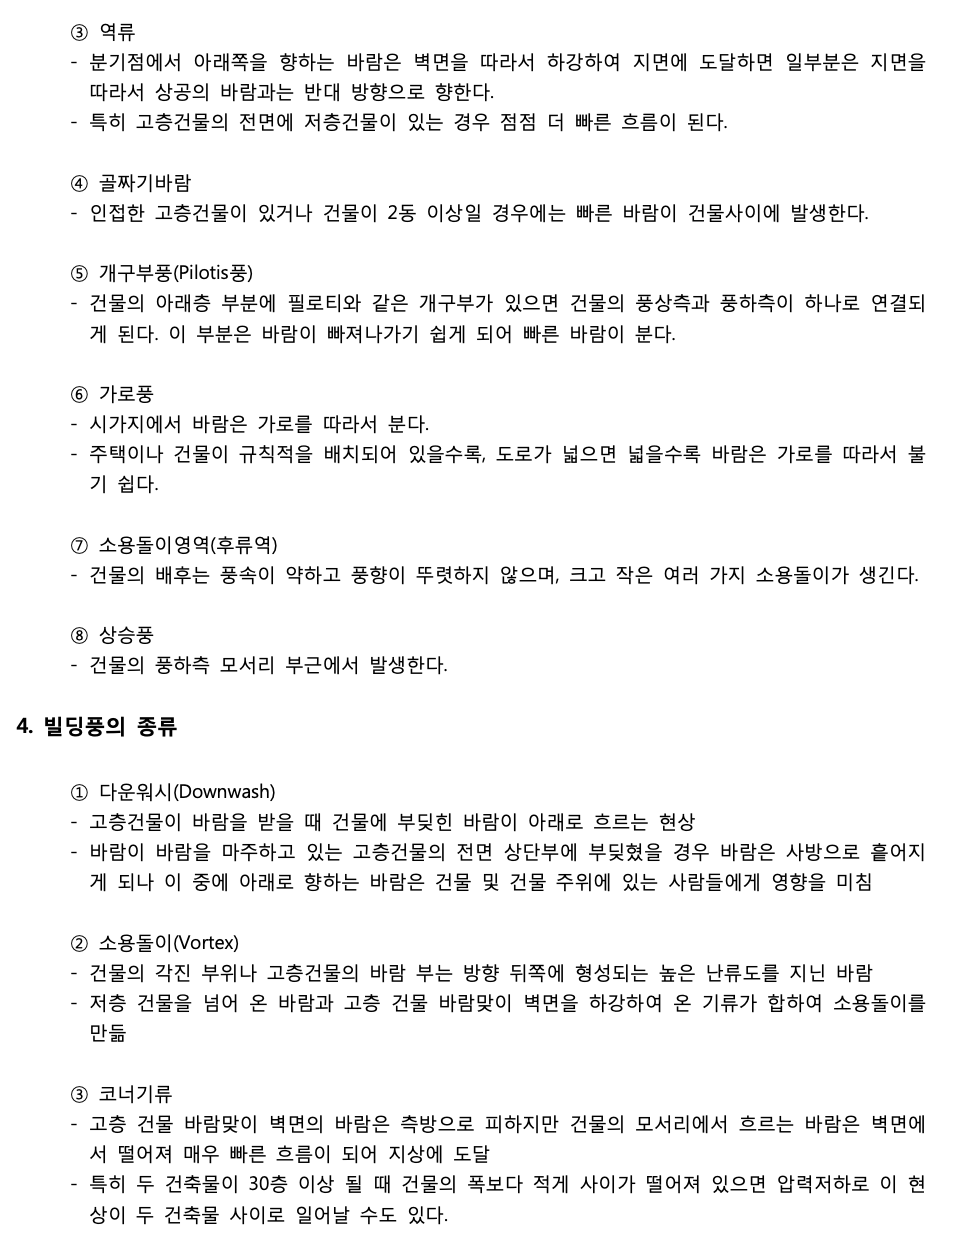 ③ 역류
- 분기점에서 아래쪽을 향하는 바람은 벽면을 따라서 하강하여 지면에 도달하면 일부분은 지면을
따라서 상공의 바람과는 반대 방향으로 향한다.
- 특히 고층건물의 전면에 저층건물이 있는 경우 점점 더 빠른 흐름이 된다.
④ 골짜기바람
- 인접한 고층건물이 있거나 건물이 2동 이상일 경우에는 빠른 바람이 건물사이에 발생한다.
⑤ 개구부풍(Pilotis풍)
- 건물의 아래층 부분에 필로티와 같은 개구부가 있으면 건물의 풍상측과 풍하측이 하나로 연결되
게 된다. 이 부분은 바람이 빠져나가기 쉽게 되어 빠른 바람이 분다.
⑥ 가로풍
- 시가지에서 바람은 가로를 따라서 분다.
- 주택이나 건물이 규칙적을 배치되어 있을수록, 도로가 넓으면 넓을수록 바람은 가로를 따라서 불
기 쉽다.
⑦ 소용돌이영역(후류역)
- 건물의 배후는 풍속이 약하고 풍향이 뚜렷하지 않으며, 크고 작은 여러 가지 소용돌이가 생긴다.
⑧ 상승풍
- 건물의 풍하측 모서리 부근에서 발생한다.
4. 빌딩풍의 종류
① 다운워시(Downwash)
- 고층건물이 바람을 받을 때 건물에 부딪힌 바람이 아래로 흐르는 현상
- 바람이 바람을 마주하고 있는 고층건물의 전면 상단부에 부딪혔을 경우 바람은 사방으로 흩어지
게 되나 이 중에 아래로 향하는 바람은 건물 및 건물 주위에 있는 사람들에게 영향을 미침
② 소용돌이(Vortex)
- 건물의 각진 부위나 고층건물의 바람 부는 방향 뒤쪽에 형성되는 높은 난류도를 지닌 바람
- 저층 건물을 넘어 온 바람과 고층 건물 바람맞이 벽면을 하강하여 온 기류가 합하여 소용돌이를
만듦
③ 코너기류
- 고층 건물 바람맞이 벽면의 바람은 측방으로 피하지만 건물의 모서리에서 흐르는 바람은 벽면에
서 떨어져 매우 빠른 흐름이 되어 지상에 도달
- 특히 두 건축물이 30층 이상 될 때 건물의 폭보다 적게 사이가 떨어져 있으면 압력저하로 이 현
상이 두 건축물 사이로 일어날 수도 있다.